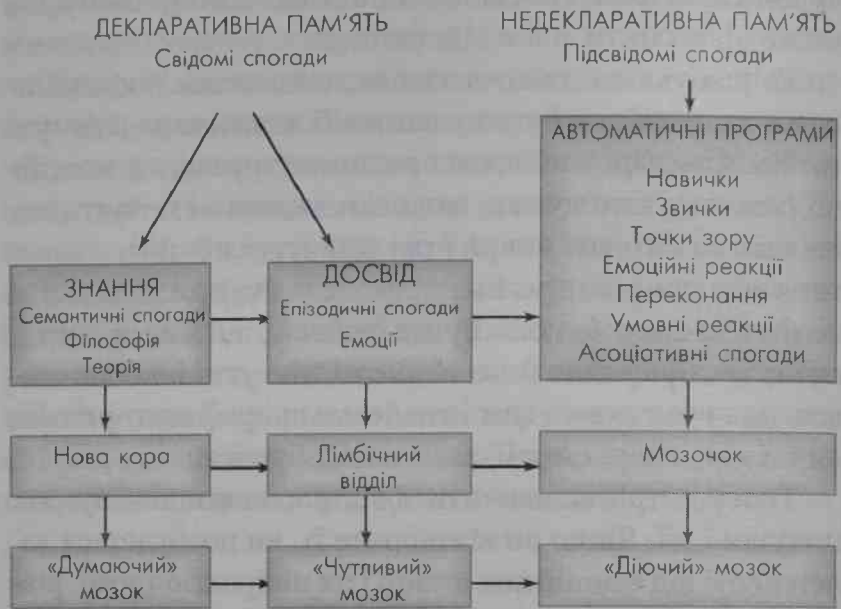 ДЕКЛАРАТИВНА ПАМ'ЯТЬ
Свідомі спогади
НЕДЕКЛАРАТИВНА ПАМ'ЯТЬ
Підсвідомі спогади
ЗНАННЯ
Семантичні спогади
Філософія
Теорія
ДОСВІД
Епізодичні спогади
Емоції
АВТОМАТИЧНІ ПРОГРАМИ
Навички
Звички
Точки зору
Емоційні реакції
Переконання
Умовні реакції
Асоціативні спогади
Нова кора
Лімбічний
відділ
Мозочок
«Думаючий»
мозок
«Чутливий»
мозок
«Діючий» мозок